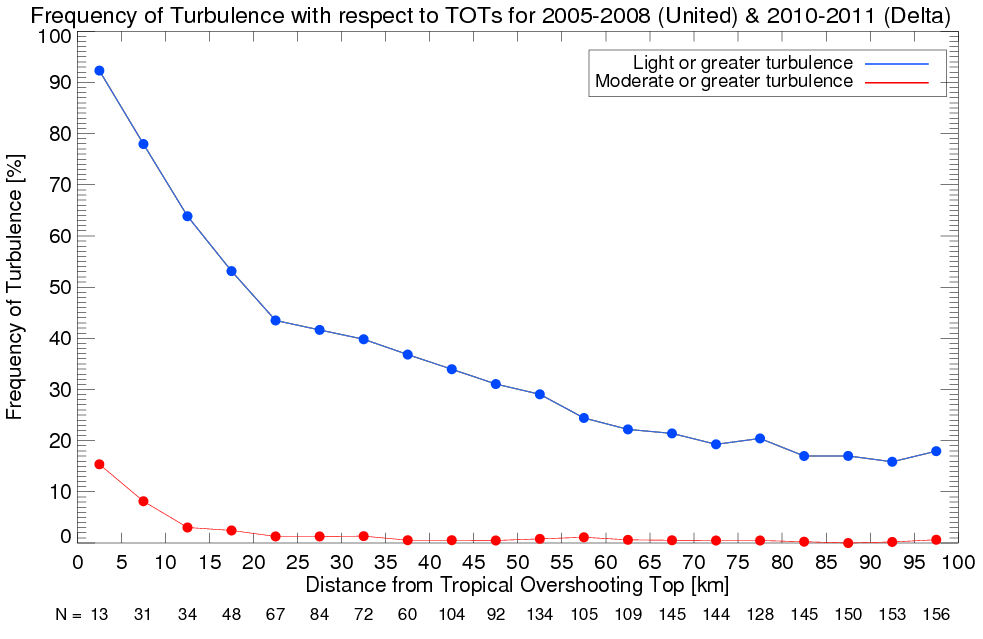 Frequency of Turbulence with respect to TOTs for 2005-2008 (United) & 2010-2011 (Delta)
Light or greater turbulence
Moderate or greater turbulence
Frequency of Turbulence [%]
100
90
80
70
60
50
40
30
20
10
0
0 5 10 15 20 25 30 35 40 45 50 55 60 65 70 75 80 85 90 95 100
Distance from Tropical Overshooting Top [km]
N = 13 31 34 48 67 84 72 60 104 92 134 105 109 145 144 128 145 150 153 156